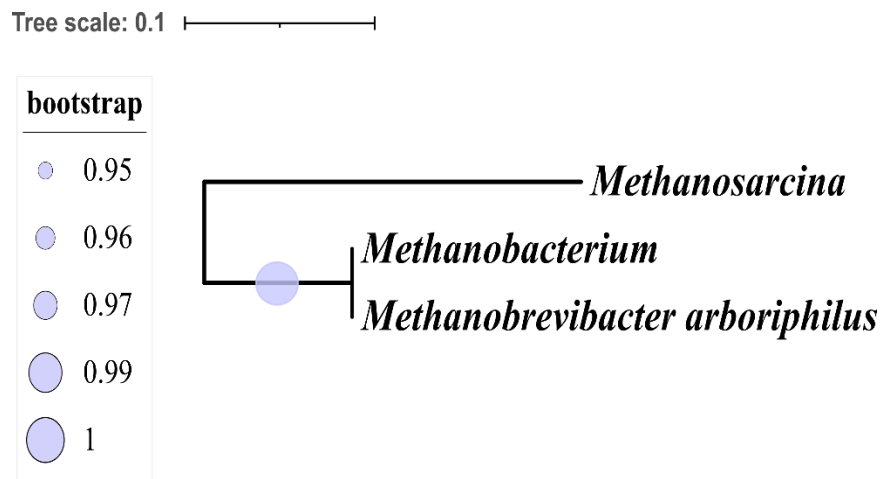 Tree scale: 0.1
bootstrap
0.95
0.96
0.97
0.99
1
Methanosarcina
Methanobacterium
Methanobrevibacter arboriphilus